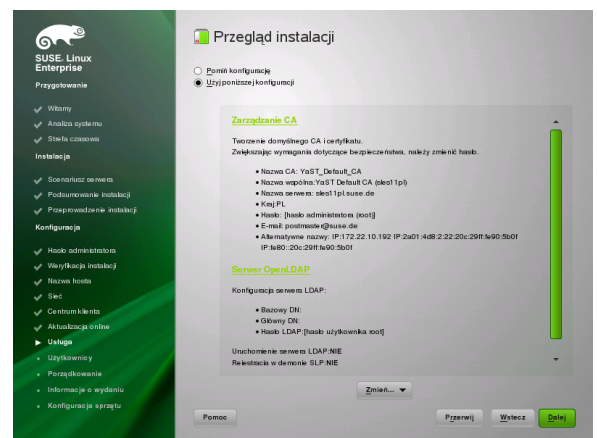 SUSE. Linux
Enterprise
Przygotowanie
Witamy
Analiza systemu
Strefa czasowa
Instalacja
Scenariusz serwera
Podsumowanie instalacji
Przeprowadzenie instalacji
Konfiguracja
Hasło administratora
Weryfikacja instalacji
Nazwa hosta
Sieć
Centrum klienta
Aktualizacja online
Usługa
Użytkownicy
Porządkowanie
Informacje o wydaniu
Konfiguracja sprzętu
Przegląd instalacji
Pomiń konfigurację
Użyj poniższej konfiguracji
Zarządzanie CA
Tworzenie domyślnego CA i certyfikatu.
Zwiększając wymagania dotyczące bezpieczeństwa, należy zmienić hasło.
• Nazwa CA: YaST_Default_CA
• Nazwa wspólna:YaST Default CA (sles11pl)
• Nazwa serwera: sles11pl.suse.de
• Kraj:PL
• Hasło: [hasło administratora (root)]
• E-mail: postmaster@suse.de
• Alternatywne nazwy: IP:172.22.10.192 IP:2a01:4d8:2:22:20c:29ff:fe90:5b0f
IP:fe80::20c:29ff:fe90:5b0f
Serwer OpenLDAP
Konfiguracja serwera LDAP:
• Bazowy DN:
• Główny DN:
• Hasło LDAP:[hasło użytkownika root]
Uruchomienie serwera LDAP:NIE
Rejestracja w demonie SLP:NIE
Zmień...
Pomoc
Przerwij
Wstecz
Dalej